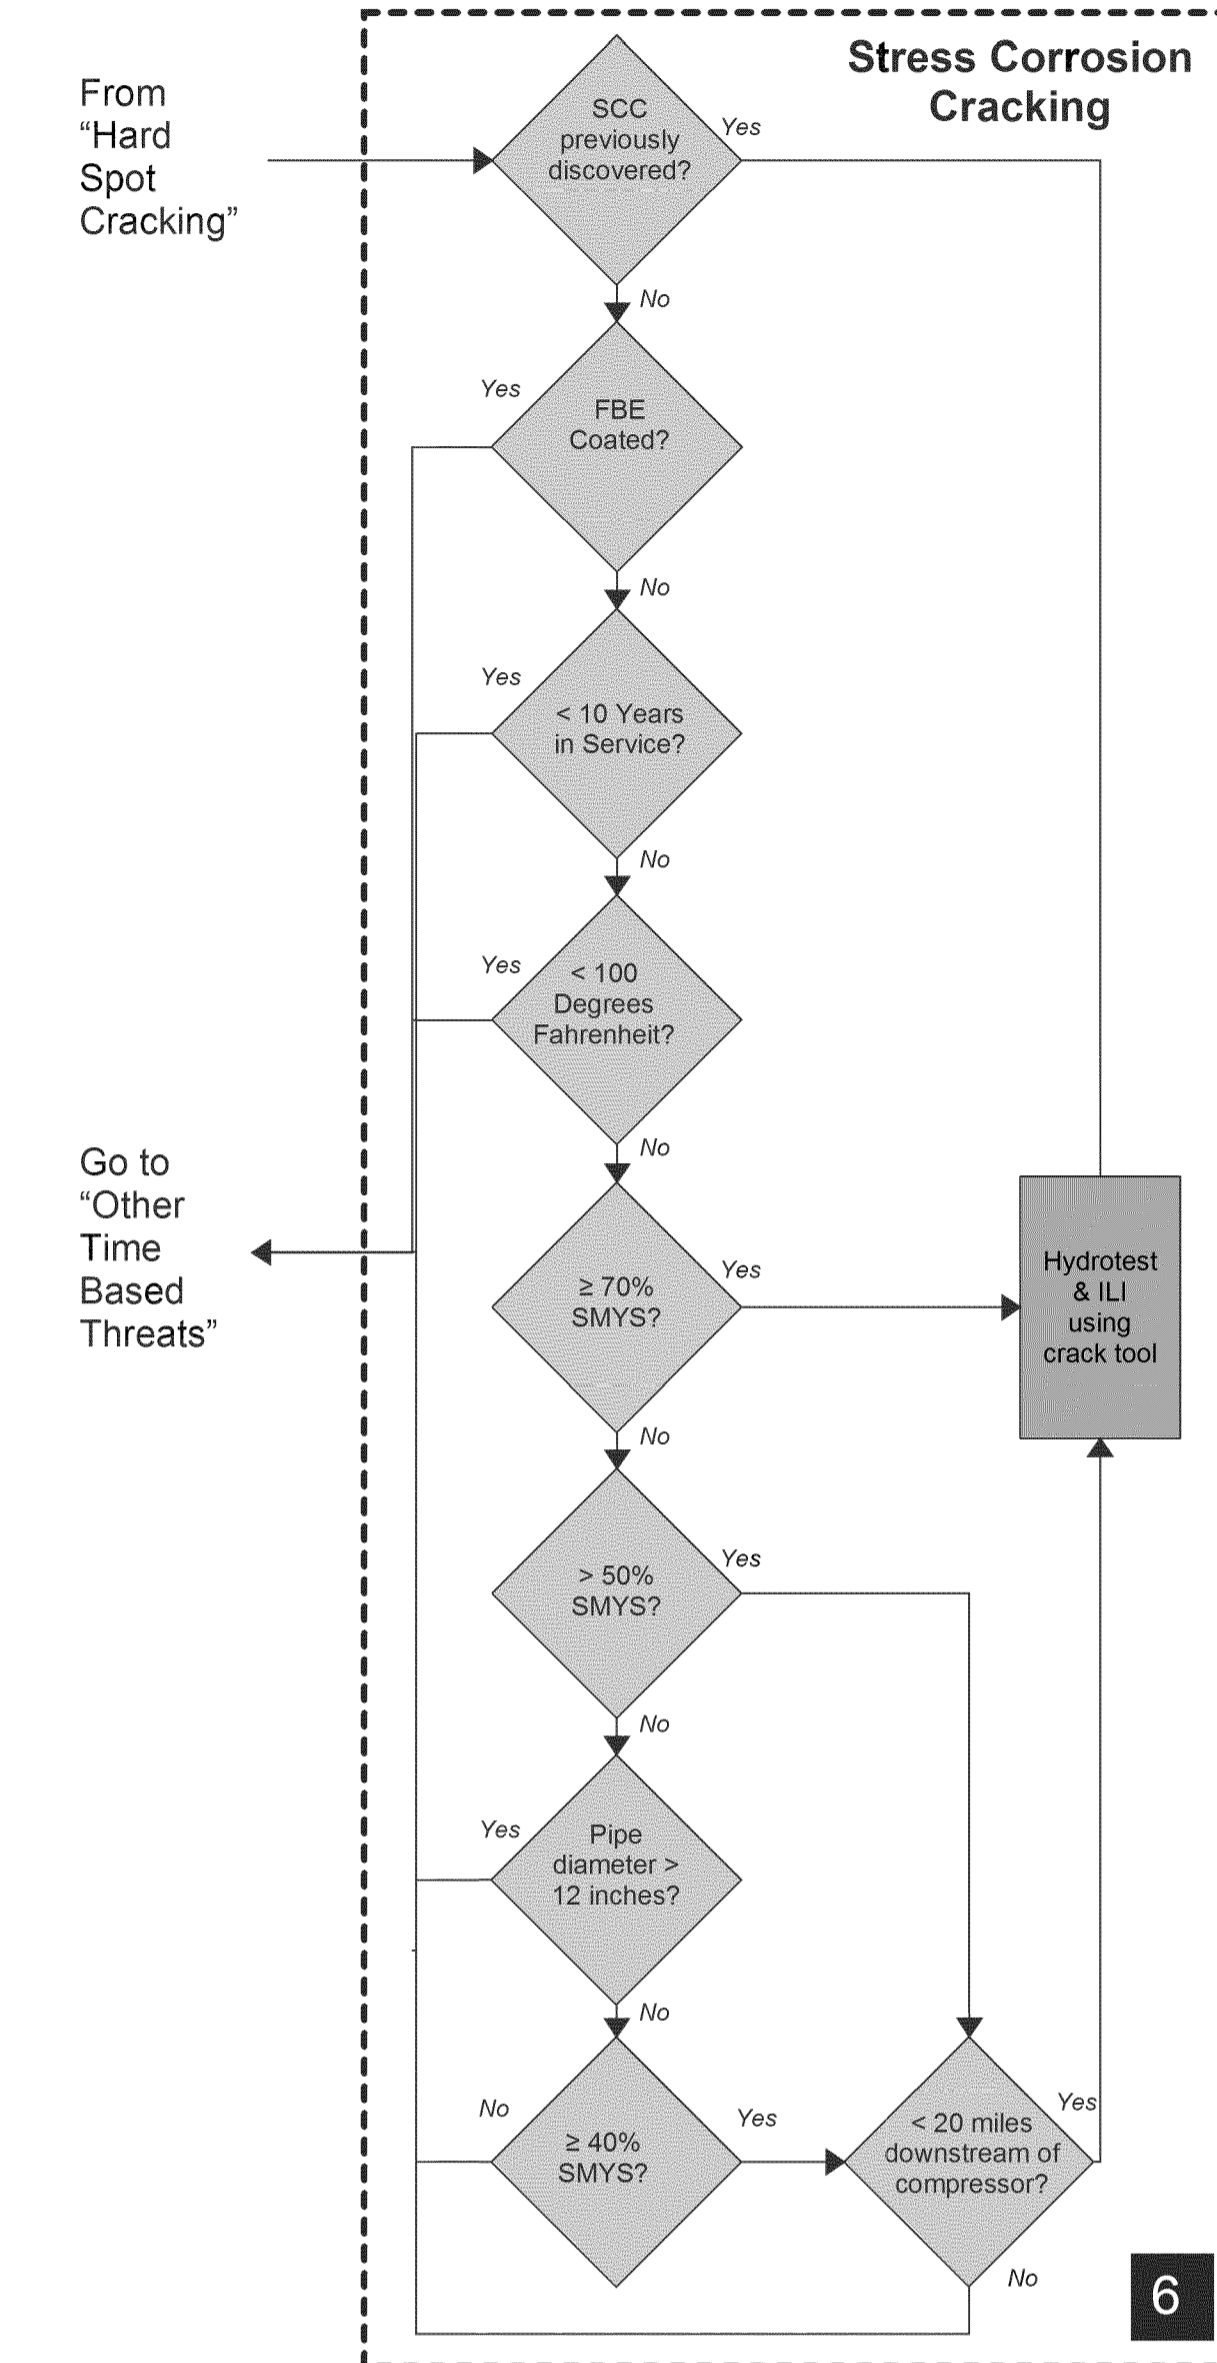 Stress Corrosion
Cracking
From
“Hard
Spot
Cracking”
SCC
previously
discovered?
Yes
No
FBE
Coated?
Yes
No
< 10 Years
in Service?
Yes
No
< 100
Degrees
Fahrenheit?
Yes
No
Go to
“Other
Time
Based
Threats”
≥ 70%
SMYS?
Yes
Hydrotest
& ILI
using
crack tool
No
> 50%
SMYS?
Yes
No
Pipe
diameter >
12 inches?
Yes
No
≥ 40%
SMYS?
No
Yes
< 20 miles
downstream of
compressor?
Yes
No
6